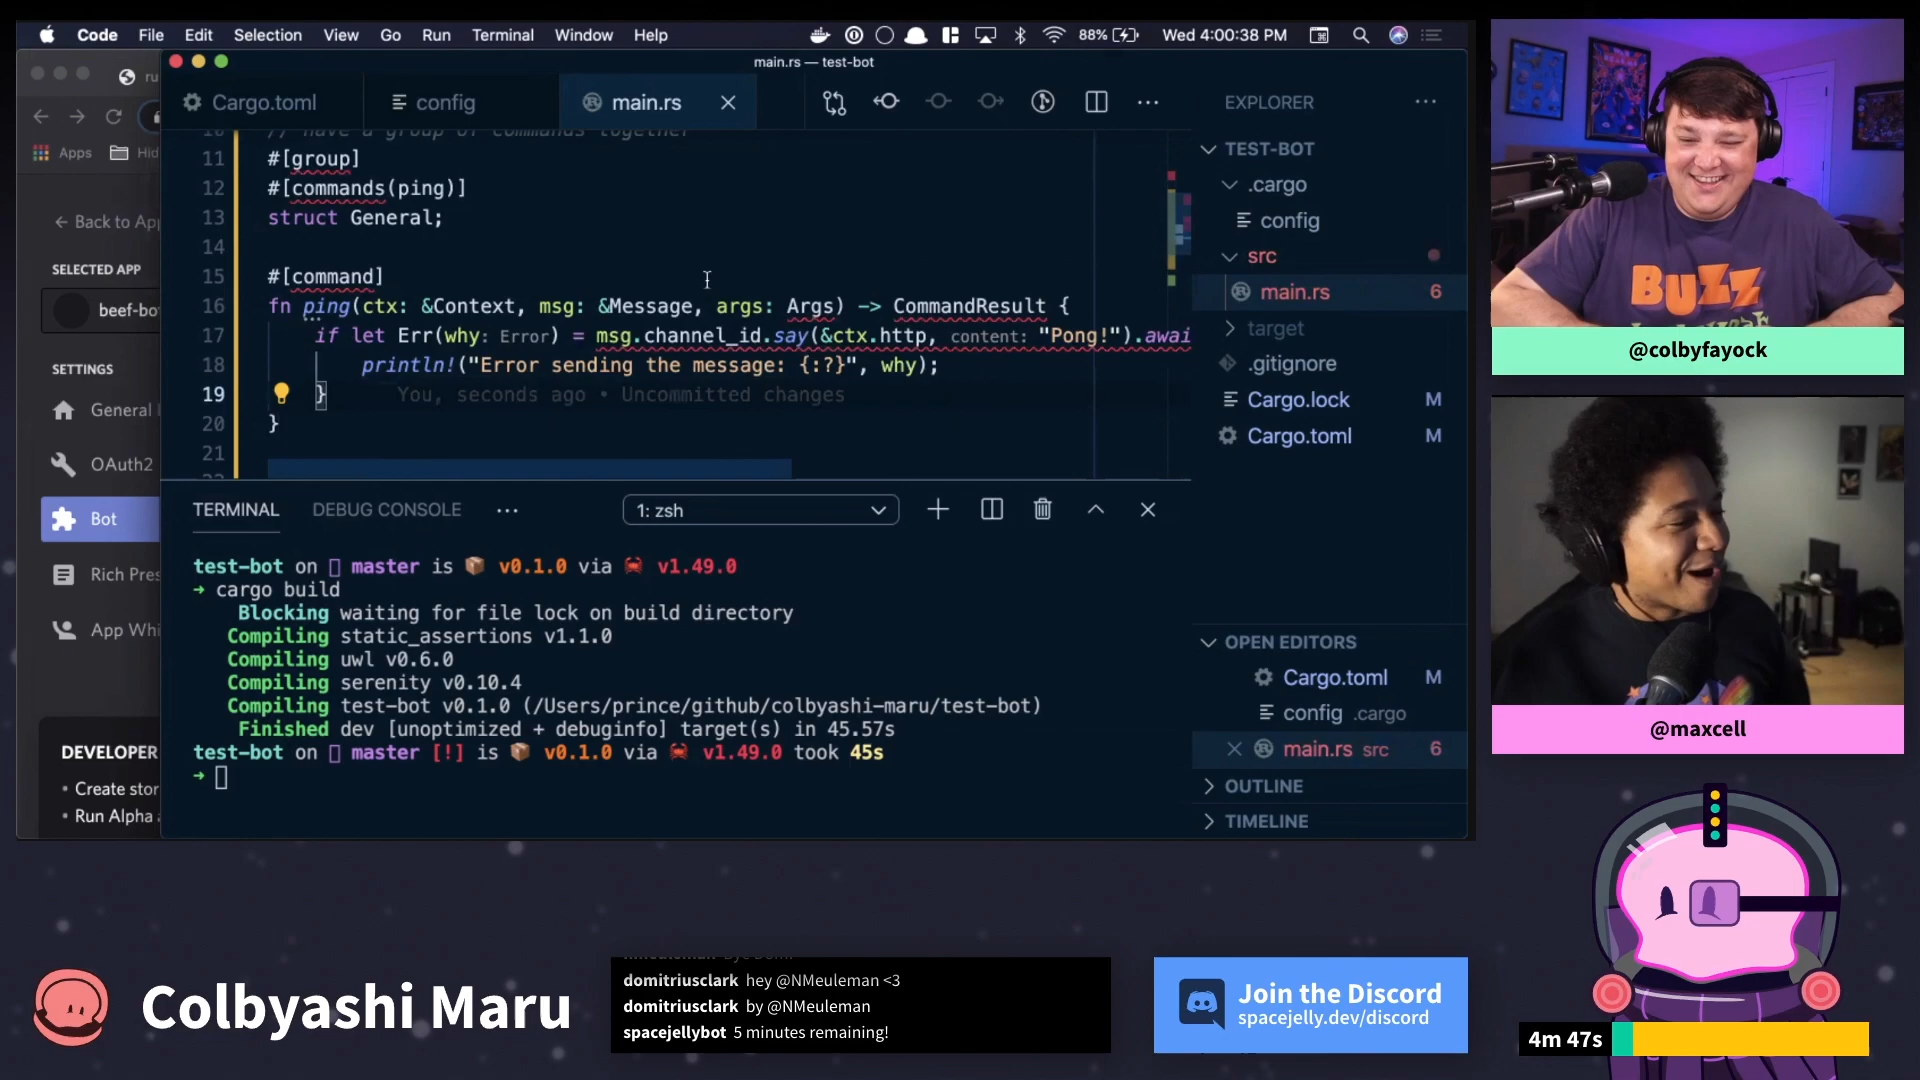 Code File Edit Selection View Go Run Terminal Window Help 88% Wed 4:00:38 PM
main.rs — test-bot
ru
Apps Hid
← Back to App
SELECTED APP
beef-bo
SETTINGS
General
OAuth2
Bot
Rich Pres
App Whi
DEVELOPER
• Create stor
• Run Alpha a
Cargo.toml config main.rs
10 // have a group of commands together
11 #[group]
12 #[commands(ping)]
13 struct General;
14
15 #[command]
16 fn ping(ctx: &Context, msg: &Message, args: Args) -> CommandResult {
17 if let Err(why: Error) = msg.channel_id.say(&ctx.http, content: "Pong!").awai
18 println!("Error sending the message: {:?}", why);
19 } You, seconds ago • Uncommitted changes
20 }
21
TERMINAL DEBUG CONSOLE ... 1: zsh
test-bot on master is 📦 v0.1.0 via 🦀 v1.49.0
➜ cargo build
Blocking waiting for file lock on build directory
Compiling static_assertions v1.1.0
Compiling uwl v0.6.0
Compiling serenity v0.10.4
Compiling test-bot v0.1.0 (/Users/prince/github/colbyashi-maru/test-bot)
Finished dev [unoptimized + debuginfo] target(s) in 45.57s
test-bot on master [!] is 📦 v0.1.0 via 🦀 v1.49.0 took 45s
➜
EXPLORER
TEST-BOT
.cargo
config
src
main.rs 6
target
.gitignore
Cargo.lock M
Cargo.toml M
OPEN EDITORS
Cargo.toml M
config .cargo
main.rs src 6
OUTLINE
TIMELINE
BUZZ
@colbyfayock
@maxcell
Colbyashi Maru
domitriusclark hey @NMeuleman <3
domitriusclark by @NMeuleman
spacejellybot 5 minutes remaining!
Join the Discord
spacejelly.dev/discord
4m 47s